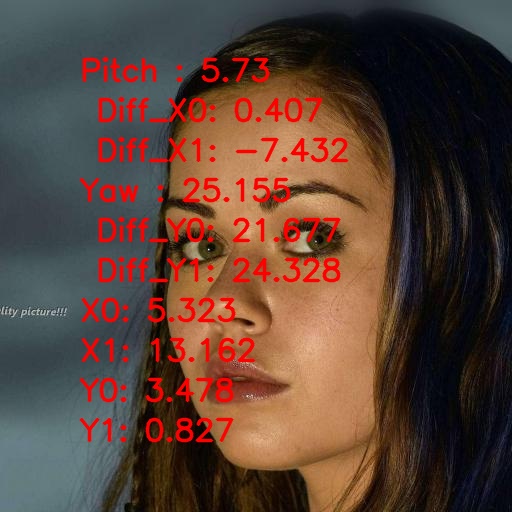 Pitch : 5.73
Diff_X0: 0.407
Diff_X1: -7.432
Yaw : 25.155
Diff_Y0: 21.677
Diff_Y1: 24.328
lity picture!!!
X0: 5.323
X1: 13.162
Y0: 3.478
Y1: 0.827